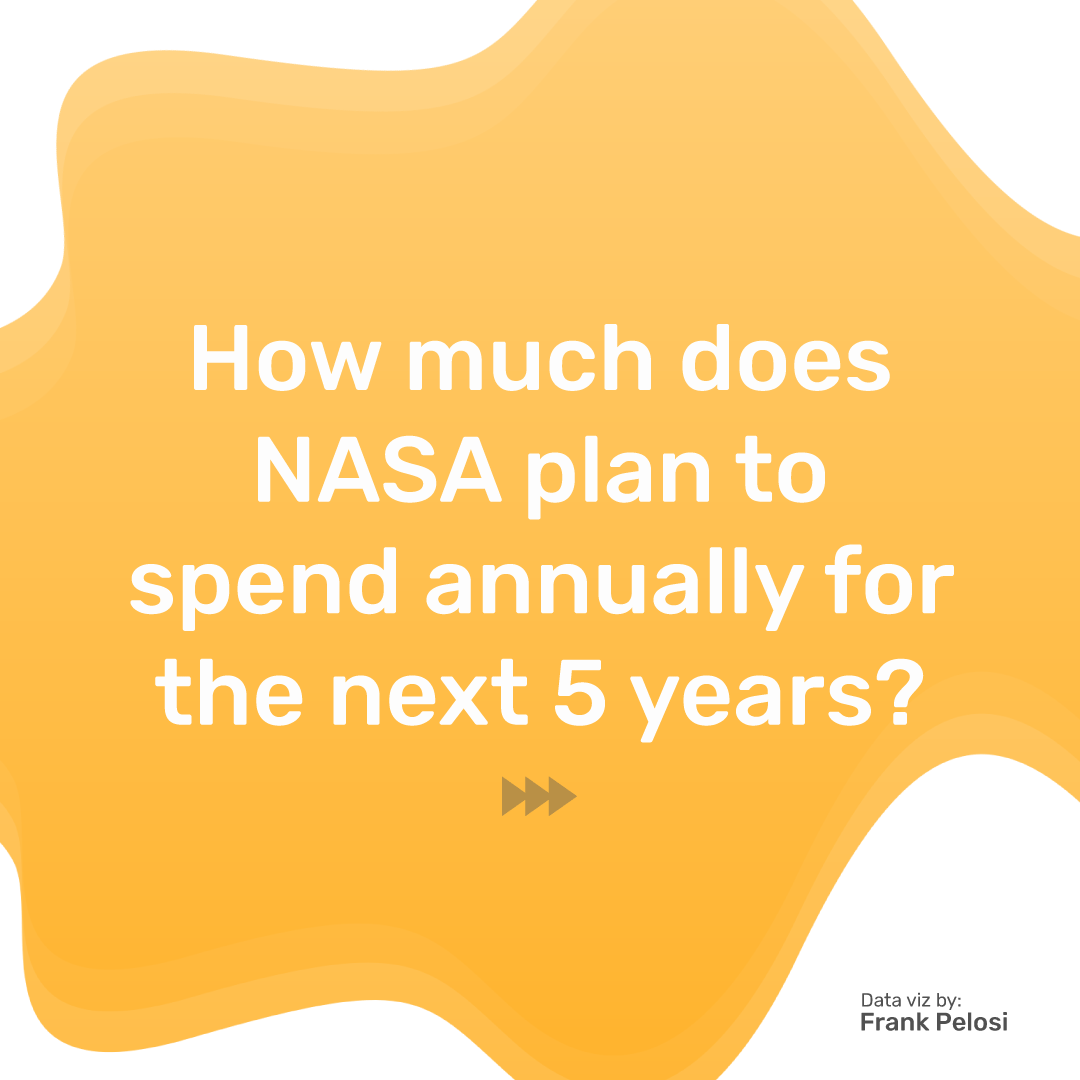 How much does
NASA plan to
spend annually for
the next 5 years?
Data viz by:
Frank Pelosi